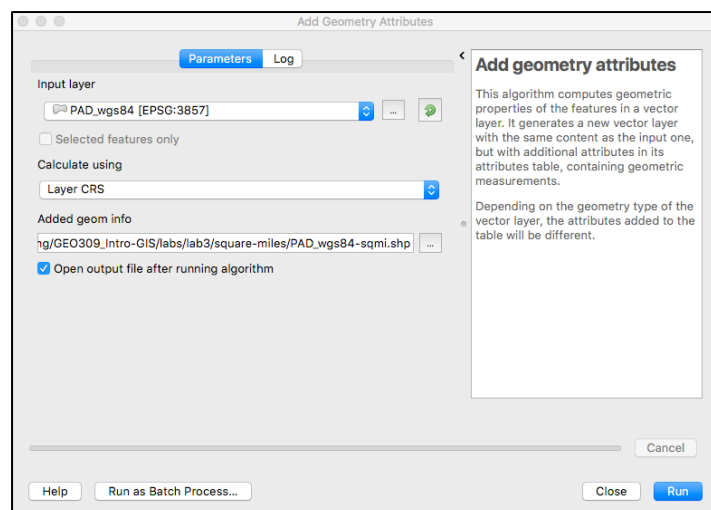 Add Geometry Attributes
Parameters Log
Input layer
PAD_wgs84 [EPSG:3857]
...
Selected features only
Calculate using
Layer CRS
Added geom info
ng/GEO309_Intro-GIS/labs/lab3/square-miles/PAD_wgs84-sqmi.shp
...
Open output file after running algorithm
Add geometry attributes
This algorithm computes geometric
properties of the features in a vector
layer. It generates a new vector layer
with the same content as the input one,
but with additional attributes in its
attributes table, containing geometric
measurements.
Depending on the geometry type of the
vector layer, the attributes added to the
table will be different.
Cancel
Help Run as Batch Process... Close Run